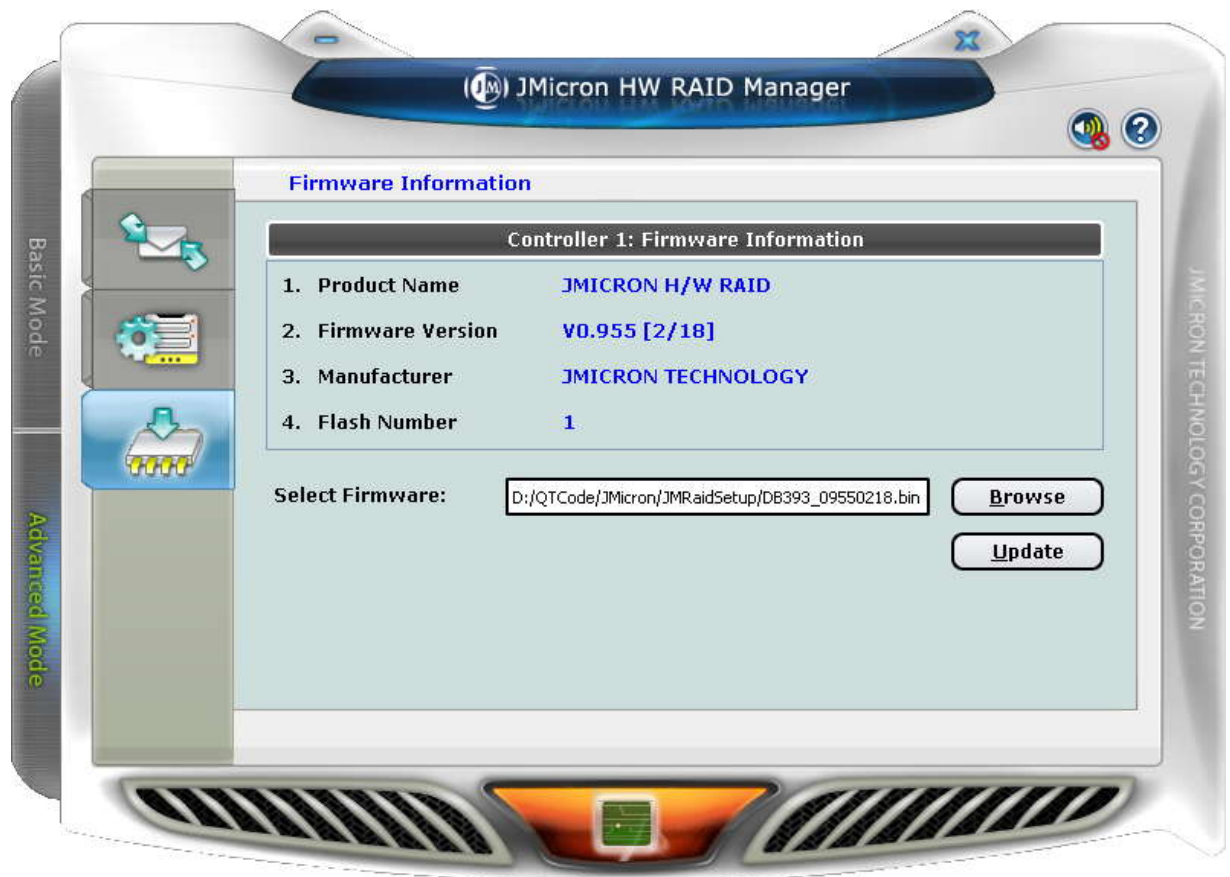 JM JMicron HW RAID Manager
Firmware Information
Controller 1: Firmware Information
1. Product Name JMICRON H/W RAID
2. Firmware Version V0.955 [2/18]
3. Manufacturer JMICRON TECHNOLOGY
4. Flash Number 1
Select Firmware: D:/QTCode/JMicron/JMRaidSetup/DB393_09550218.bin Browse
Update
Basic Mode
Advanced Mode
JMICRON TECHNOLOGY CORPORATION